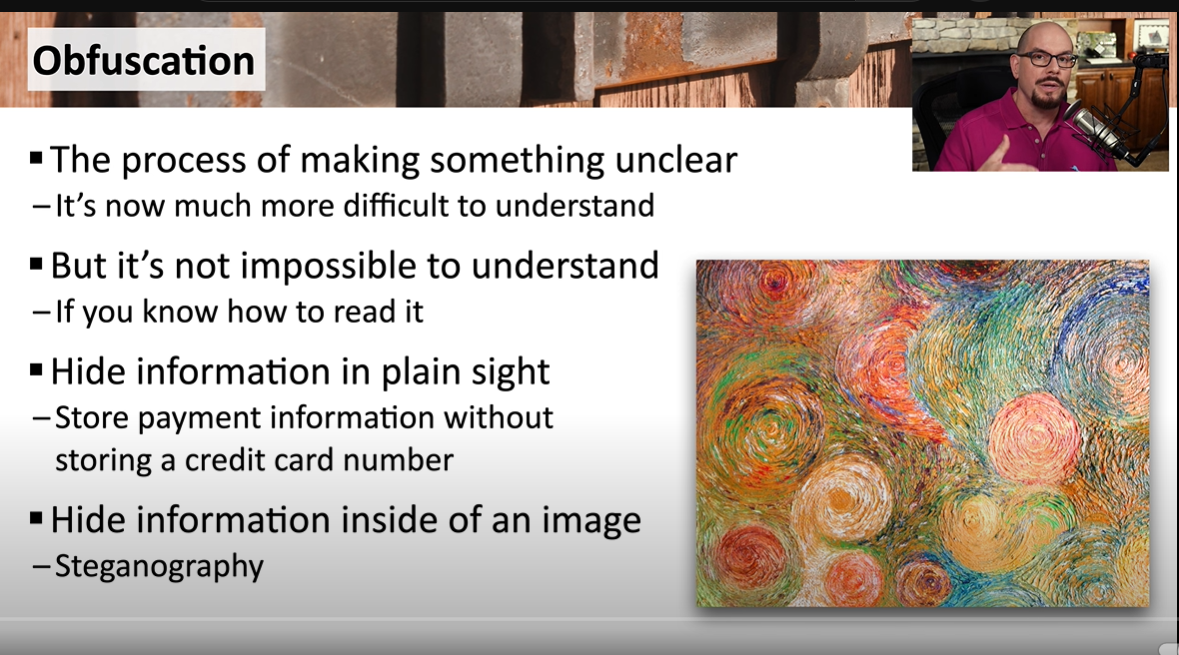 Obfuscation
▪ The process of making something unclear
– It’s now much more difficult to understand
▪ But it’s not impossible to understand
– If you know how to read it
▪ Hide information in plain sight
– Store payment information without
storing a credit card number
▪ Hide information inside of an image
– Steganography